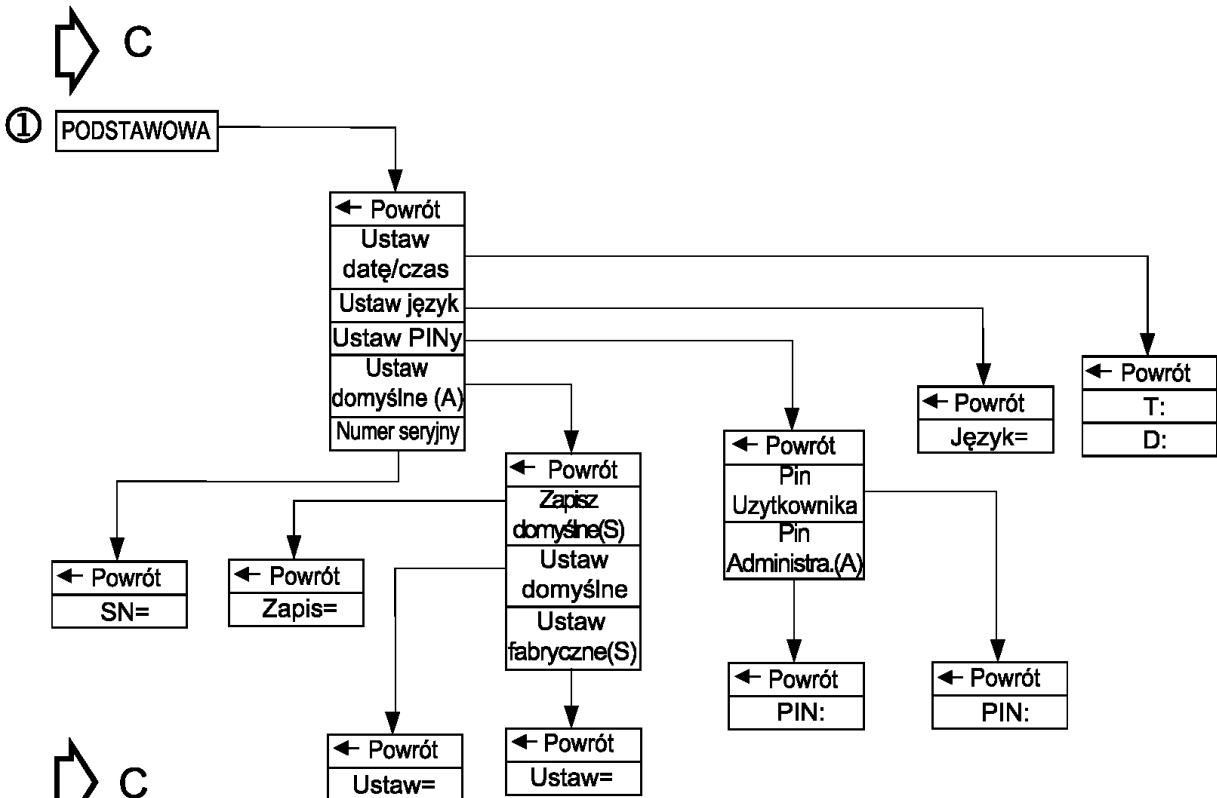 C
① PODSTAWOWA
← Powrót
Ustaw
datę/czas
Ustaw język
Ustaw PINy
Ustaw
domyślne (A)
Numer seryjny
← Powrót
T:
D:
← Powrót
Język=
← Powrót
Pin
Uzytkownika
Pin
Administra.(A)
← Powrót
Zapisz
domyślne(S)
Ustaw
domyślne
Ustaw
fabryczne(S)
← Powrót
SN=
← Powrót
Zapis=
← Powrót
PIN:
← Powrót
PIN:
← Powrót
Ustaw=
← Powrót
Ustaw=
C